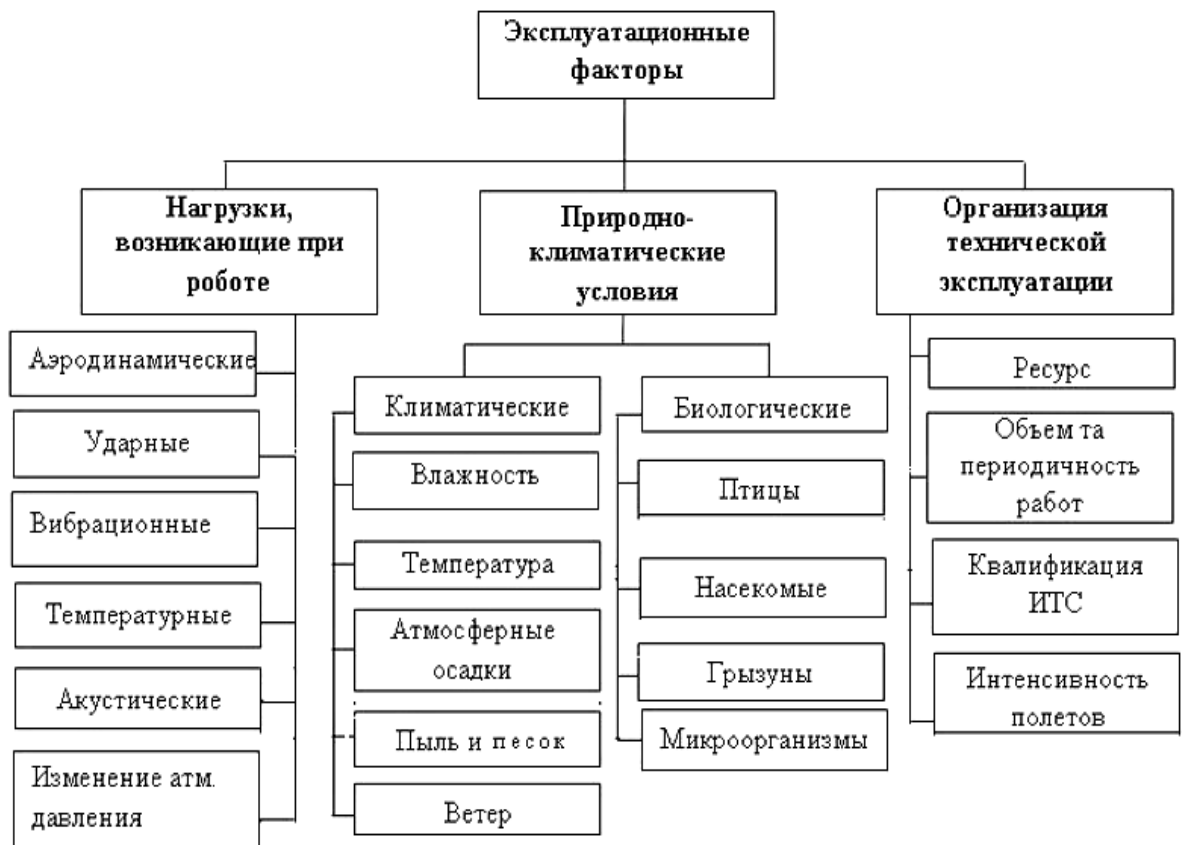 Эксплуатационные
факторы
Нагрузки,
возникающие при
роботе
Природно-
климатические
условия
Организация
технической
эксплуатации
Аэродинамические
Ударные
Вибрационные
Температурные
Акустические
Изменение атм.
давления
Климатические
Влажность
Температура
Атмосферные
осадки
Пыль и песок
Ветер
Биологические
Птицы
Насекомые
Грызуны
Микроорганизмы
Ресурс
Объем та
периодичность
работ
Квалификация
ИТС
Интенсивность
полетов